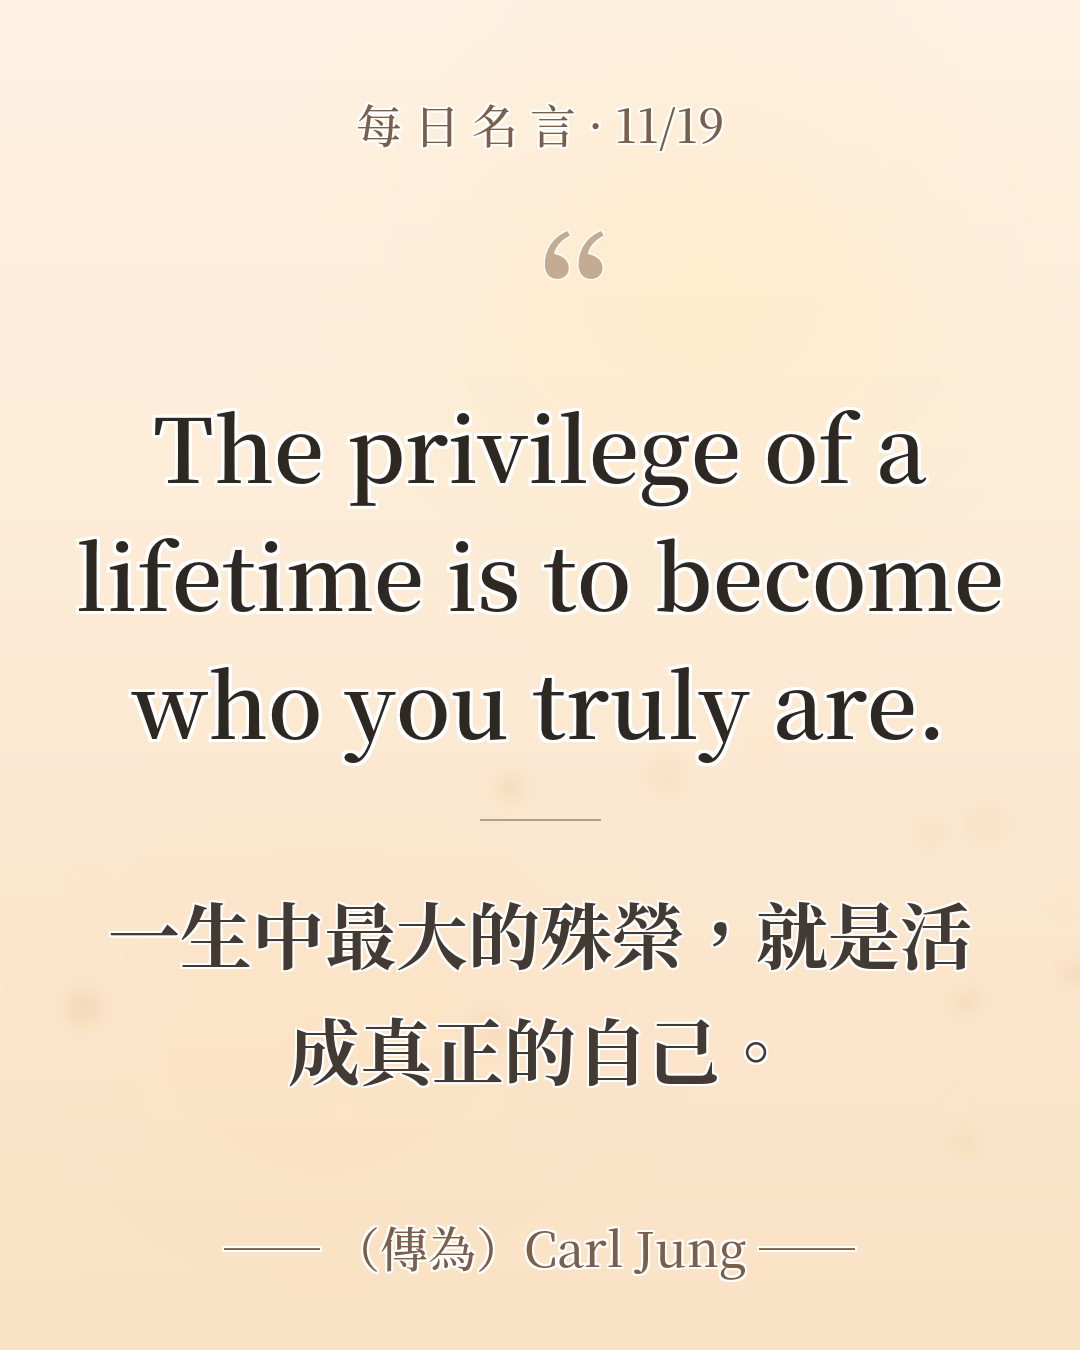 每日名言 · 11/19
“
The privilege of a
lifetime is to become
who you truly are.
一生中最大的殊榮，就是活
成真正的自己。
—— （傳為）Carl Jung ——